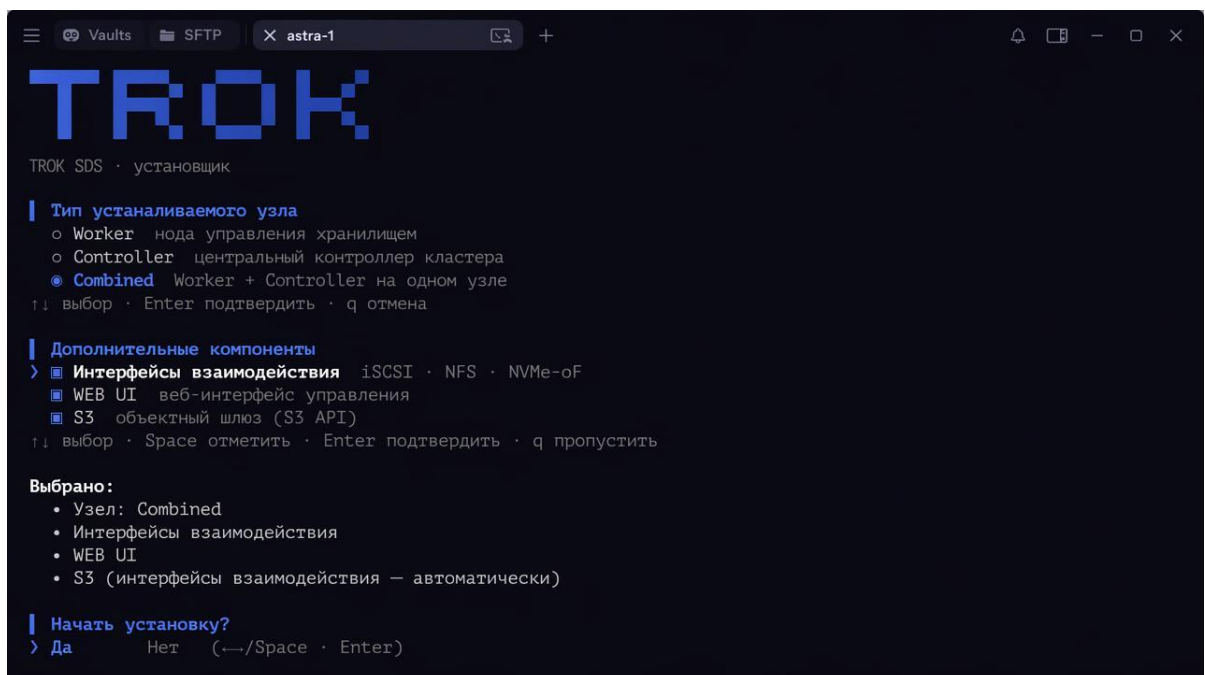 Vaults SFTP astra-1
TROK
TROK SDS · установщик
Тип устаналиваемого узла
○ Worker нода управления хранилищем
○ Controller центральный контроллер кластера
◉ Combined Worker + Controller на одном узле
↑↓ выбор · Enter подтвердить · q отмена
Дополнительные компоненты
❯ ▣ Интерфейсы взаимодействия iSCSI · NFS · NVMe-oF
▣ WEB UI веб-интерфейс управления
▣ S3 объектный шлюз (S3 API)
↑↓ выбор · Space отметить · Enter подтвердить · q пропустить
Выбрано:
• Узел: Combined
• Интерфейсы взаимодействия
• WEB UI
• S3 (интерфейсы взаимодействия — автоматически)
Начать установку?
❯ Да Нет (←→/Space · Enter)